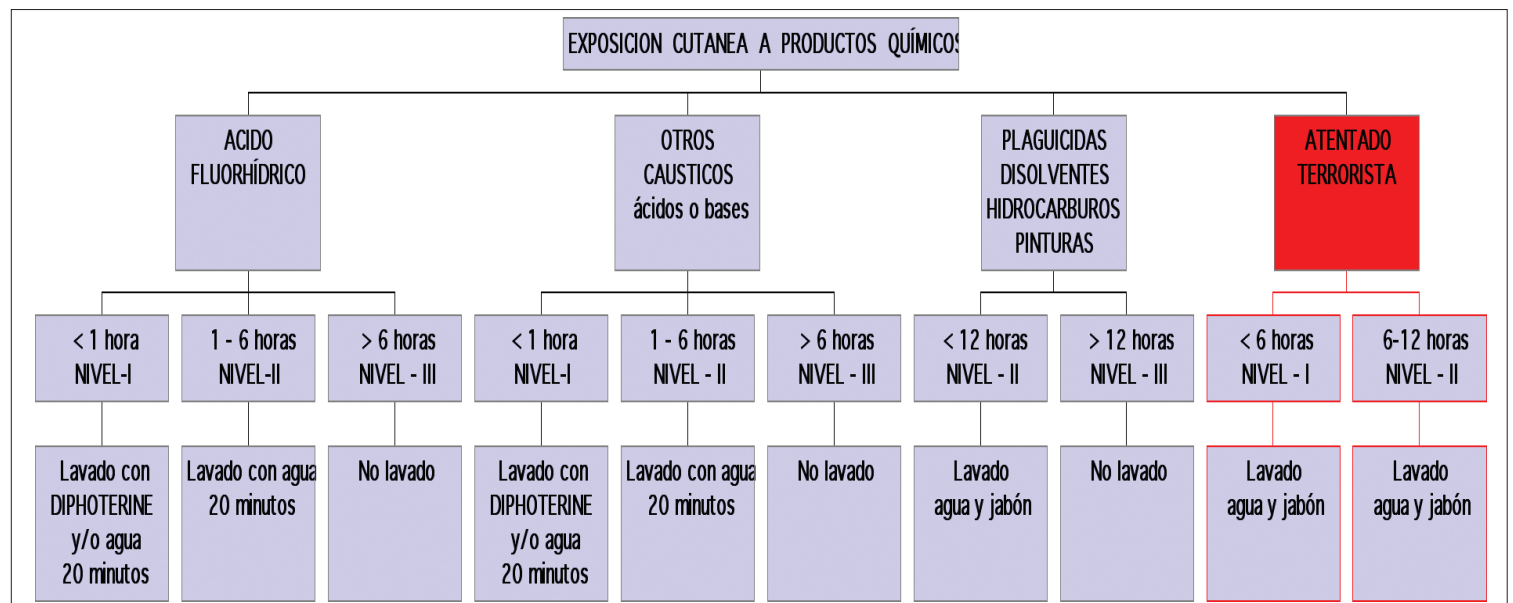 EXPOSICION CUTANEA A PRODUCTOS QUÍMICOS
ACIDO
FLUORHÍDRICO
OTROS
CAUSTICOS
ácidos o bases
PLAGUICIDAS
DISOLVENTES
HIDROCARBUROS
PINTURAS
ATENTADO
TERRORISTA
< 1 hora
NIVEL-I
1 - 6 horas
NIVEL-II
> 6 horas
NIVEL - III
< 1 hora
NIVEL-I
1 - 6 horas
NIVEL - II
> 6 horas
NIVEL - III
< 12 horas
NIVEL - II
> 12 horas
NIVEL - III
< 6 horas
NIVEL - I
6-12 horas
NIVEL - II
Lavado con
DIPHOTERINE
y/o agua
20 minutos
Lavado con agua
20 minutos
No lavado
Lavado con
DIPHOTERINE
y/o agua
20 minutos
Lavado con agua
20 minutos
No lavado
Lavado
agua y jabón
No lavado
Lavado
agua y jabón
Lavado
agua y jabón